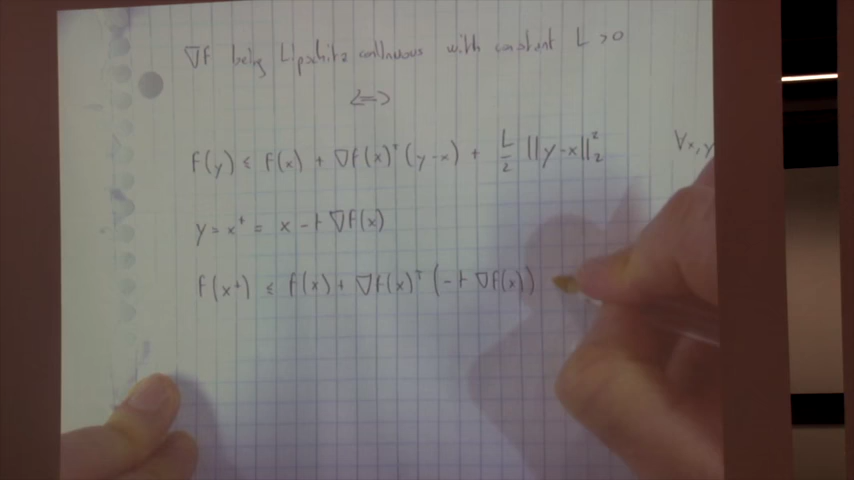 ∇f being Lipschitz continuous with constant L > 0
<=>
f(y) ≤ f(x) + ∇f(x)ᵀ(y-x) + L/2 ||y-x||₂² ∀x,y
y = x⁺ = x - t ∇f(x)
f(x⁺) ≤ f(x) + ∇f(x)ᵀ(-t ∇f(x))